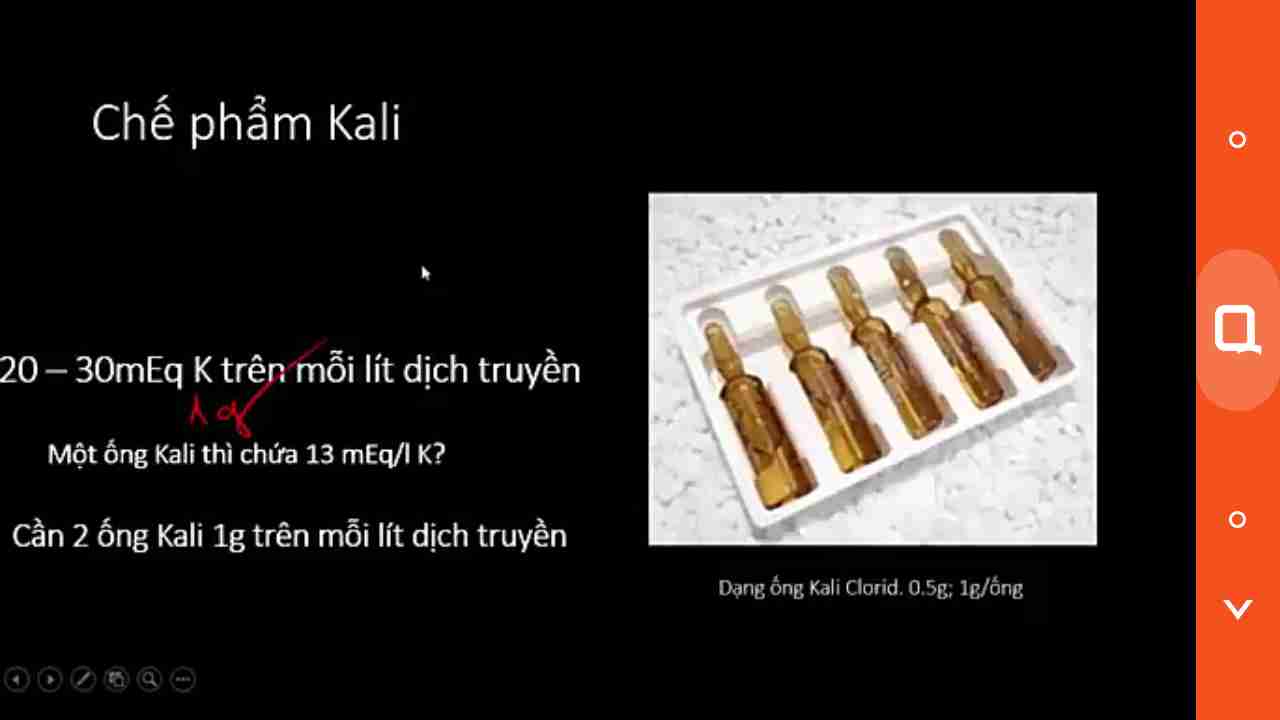 Chế phẩm Kali
20 – 30mEq K trên mỗi lít dịch truyền
1g
Một ống Kali thì chứa 13 mEq/l K?
Cần 2 ống Kali 1g trên mỗi lít dịch truyền
Dạng ống Kali Clorid. 0.5g; 1g/ống